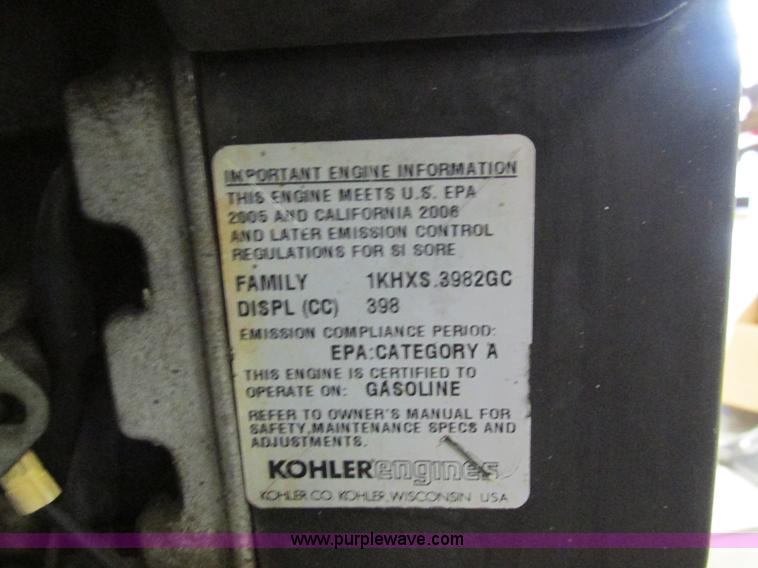 IMPORTANT ENGINE INFORMATION
THIS ENGINE MEETS U.S. EPA
2005 AND CALIFORNIA 2006
AND LATER EMISSION CONTROL
REGULATIONS FOR SI SORE
FAMILY 1KHXS.3982GC
DISPL (CC) 398
EMISSION COMPLIANCE PERIOD:
EPA:CATEGORY A
THIS ENGINE IS CERTIFIED TO
OPERATE ON: GASOLINE
REFER TO OWNER'S MANUAL FOR
SAFETY,MAINTENANCE SPECS AND
ADJUSTMENTS.
KOHLERengines
KOHLER CO. KOHLER, WISCONSIN USA
www.purplewave.com